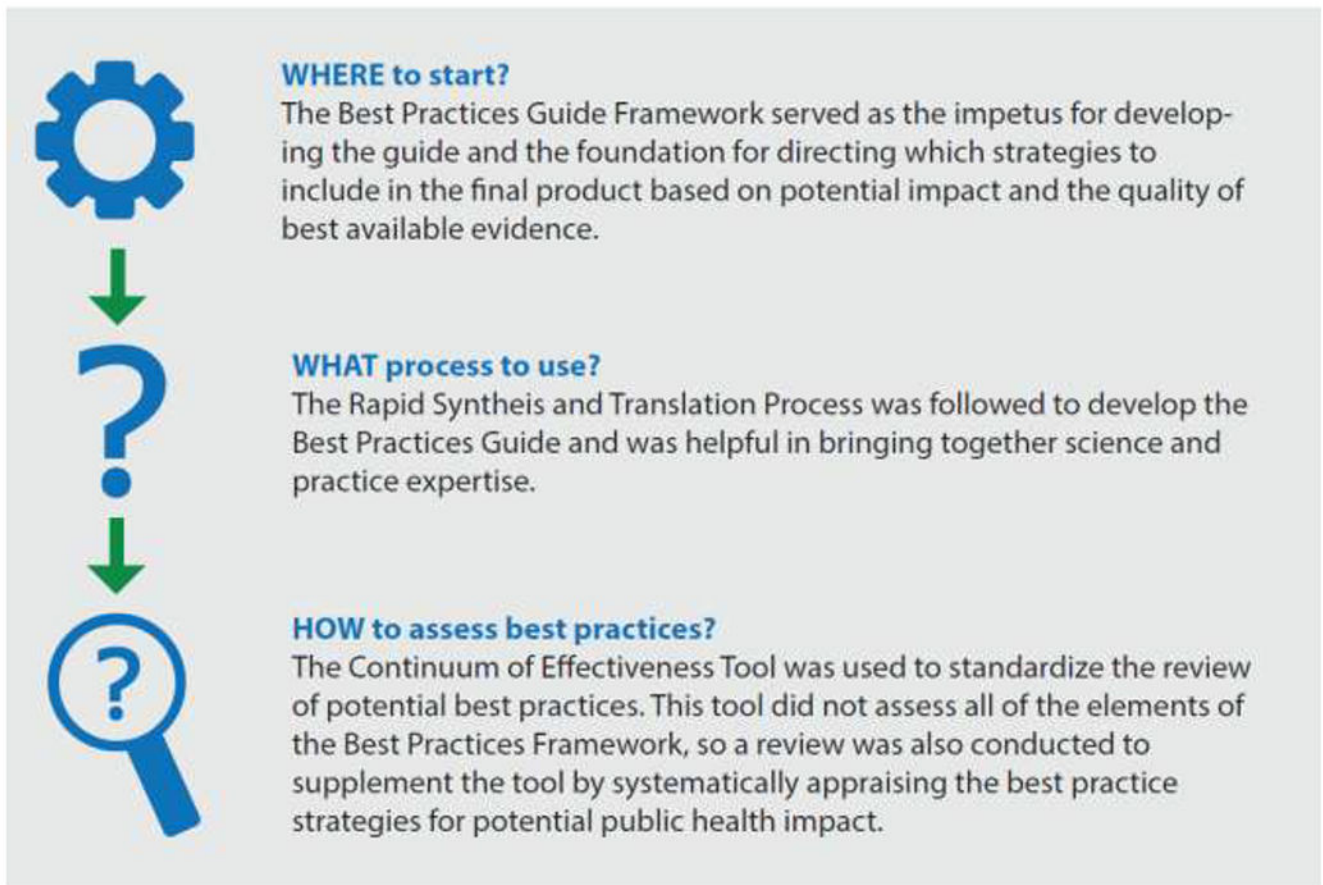 WHERE to start?
The Best Practices Guide Framework served as the impetus for develop-
ing the guide and the foundation for directing which strategies to
include in the final product based on potential impact and the quality of
best available evidence.
?
WHAT process to use?
The Rapid Syntheis and Translation Process was followed to develop the
Best Practices Guide and was helpful in bringing together science and
practice expertise.
?
HOW to assess best practices?
The Continuum of Effectiveness Tool was used to standardize the review
of potential best practices. This tool did not assess all of the elements of
the Best Practices Framework, so a review was also conducted to
supplement the tool by systematically appraising the best practice
strategies for potential public health impact.